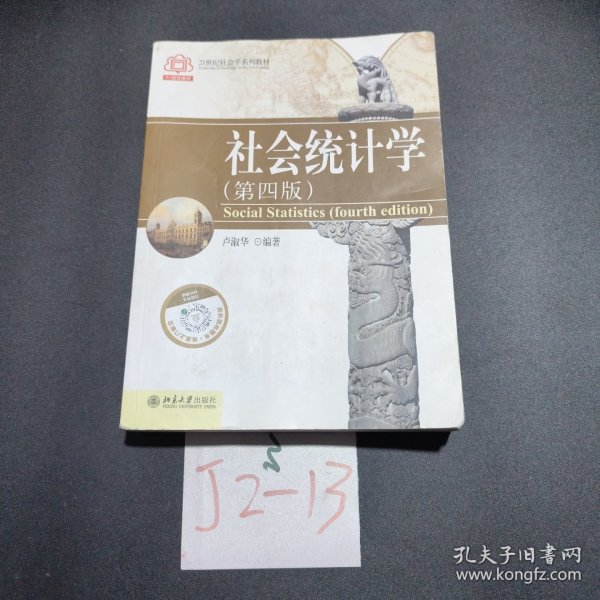 21世纪社会学系列教材
社会统计学
(第四版)
Social Statistics (fourth edition)
卢淑华 ⊙编著
北京大学出版社
PEKING UNIVERSITY PRESS
J2-13
孔夫子旧书网
www.kongfz.com